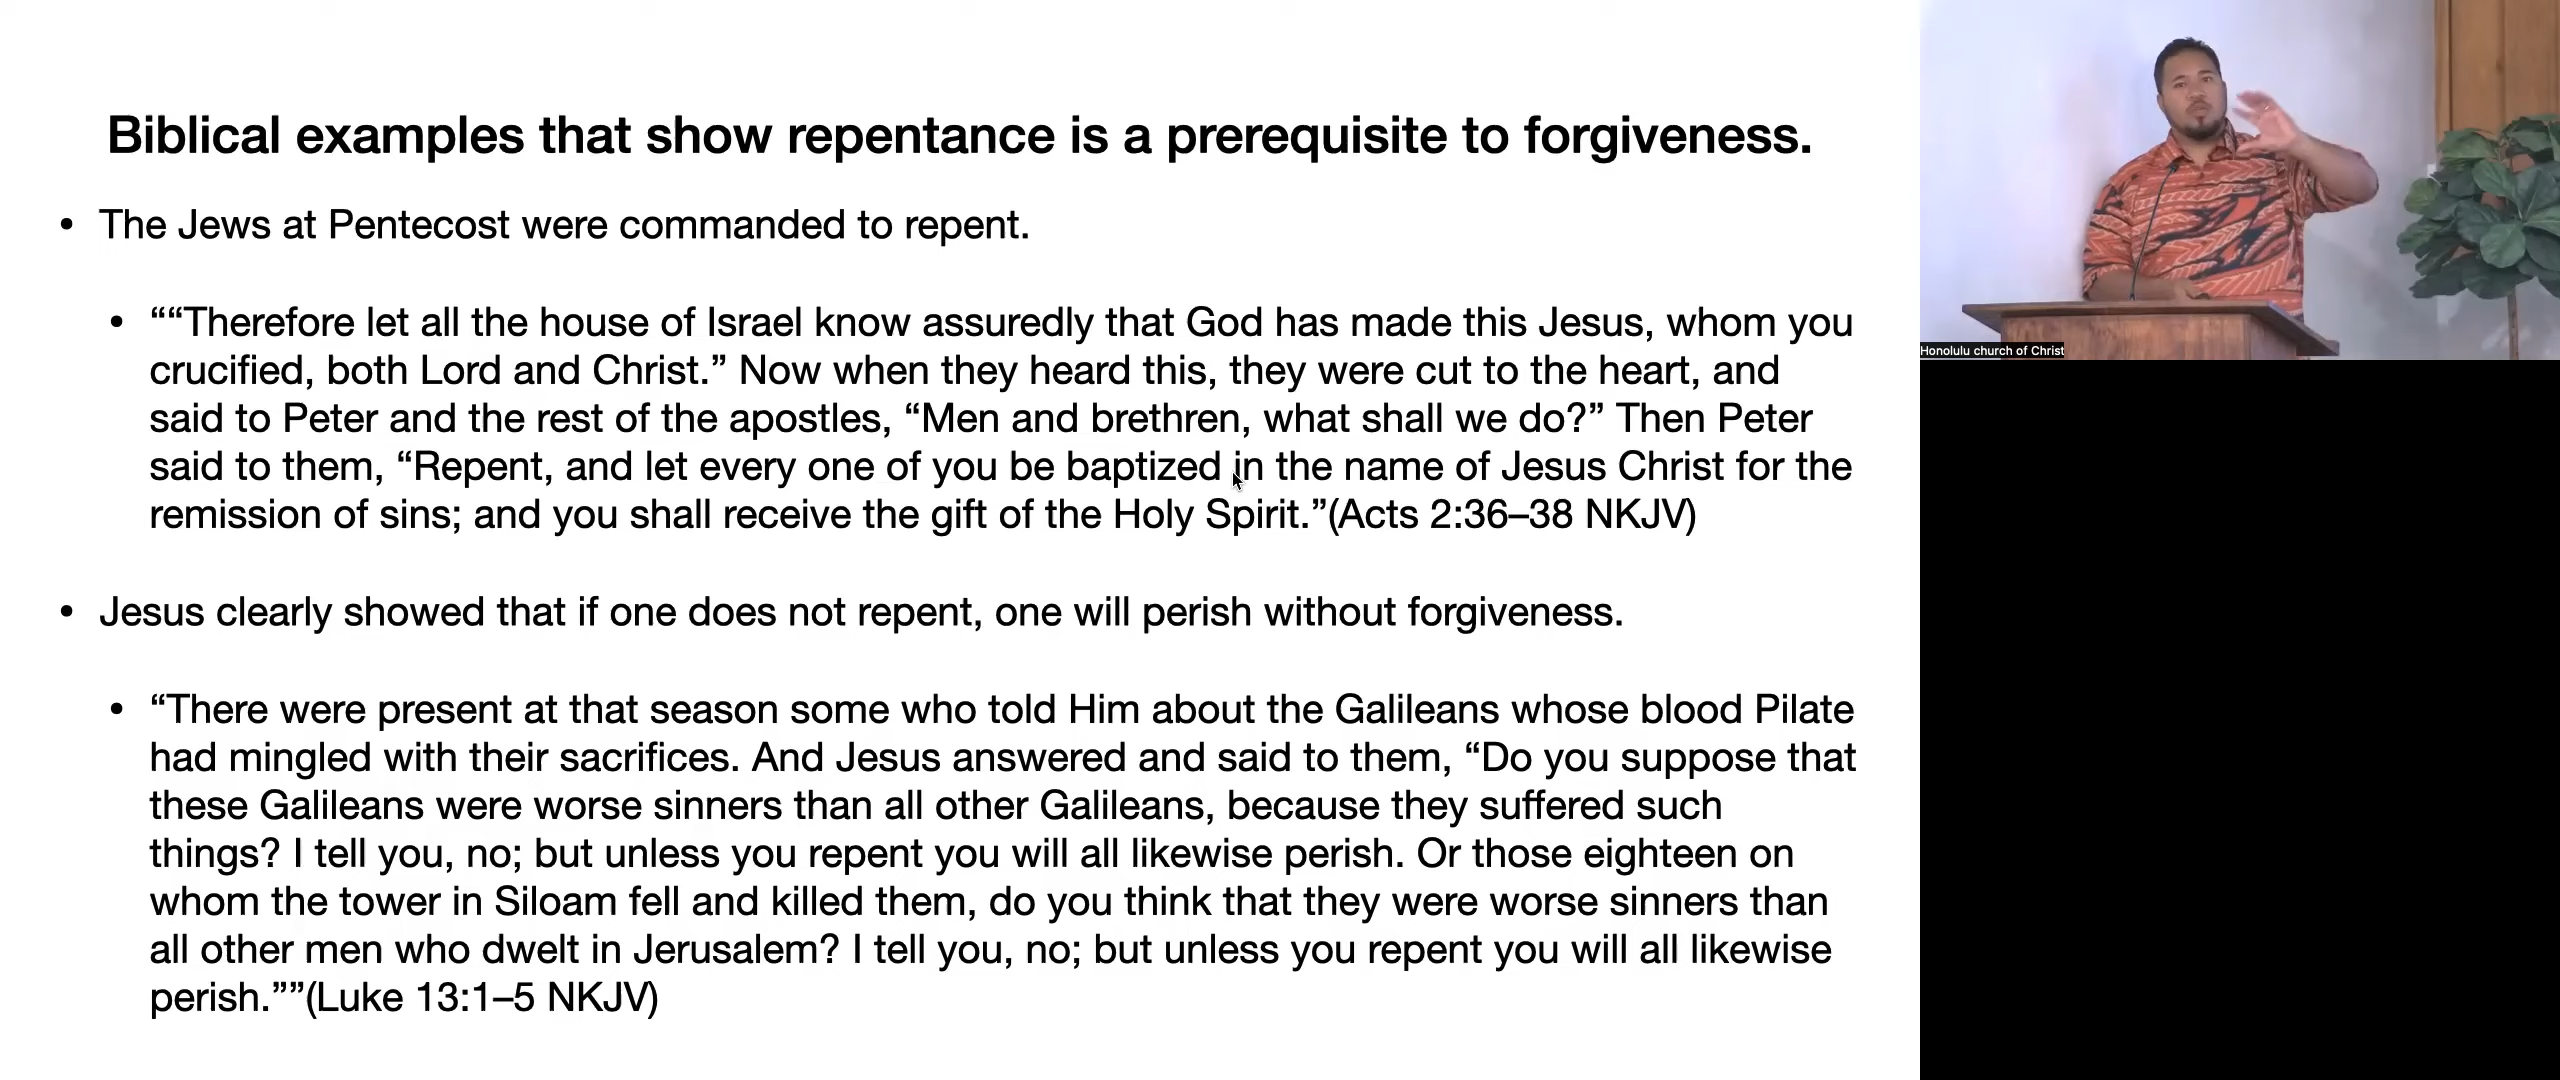 Biblical examples that show repentance is a prerequisite to forgiveness.
• The Jews at Pentecost were commanded to repent.
• ““Therefore let all the house of Israel know assuredly that God has made this Jesus, whom you
crucified, both Lord and Christ.” Now when they heard this, they were cut to the heart, and
said to Peter and the rest of the apostles, “Men and brethren, what shall we do?” Then Peter
said to them, “Repent, and let every one of you be baptized in the name of Jesus Christ for the
remission of sins; and you shall receive the gift of the Holy Spirit.”(Acts 2:36–38 NKJV)
• Jesus clearly showed that if one does not repent, one will perish without forgiveness.
• “There were present at that season some who told Him about the Galileans whose blood Pilate
had mingled with their sacrifices. And Jesus answered and said to them, “Do you suppose that
these Galileans were worse sinners than all other Galileans, because they suffered such
things? I tell you, no; but unless you repent you will all likewise perish. Or those eighteen on
whom the tower in Siloam fell and killed them, do you think that they were worse sinners than
all other men who dwelt in Jerusalem? I tell you, no; but unless you repent you will all likewise
perish.””(Luke 13:1–5 NKJV)
Honolulu church of Christ